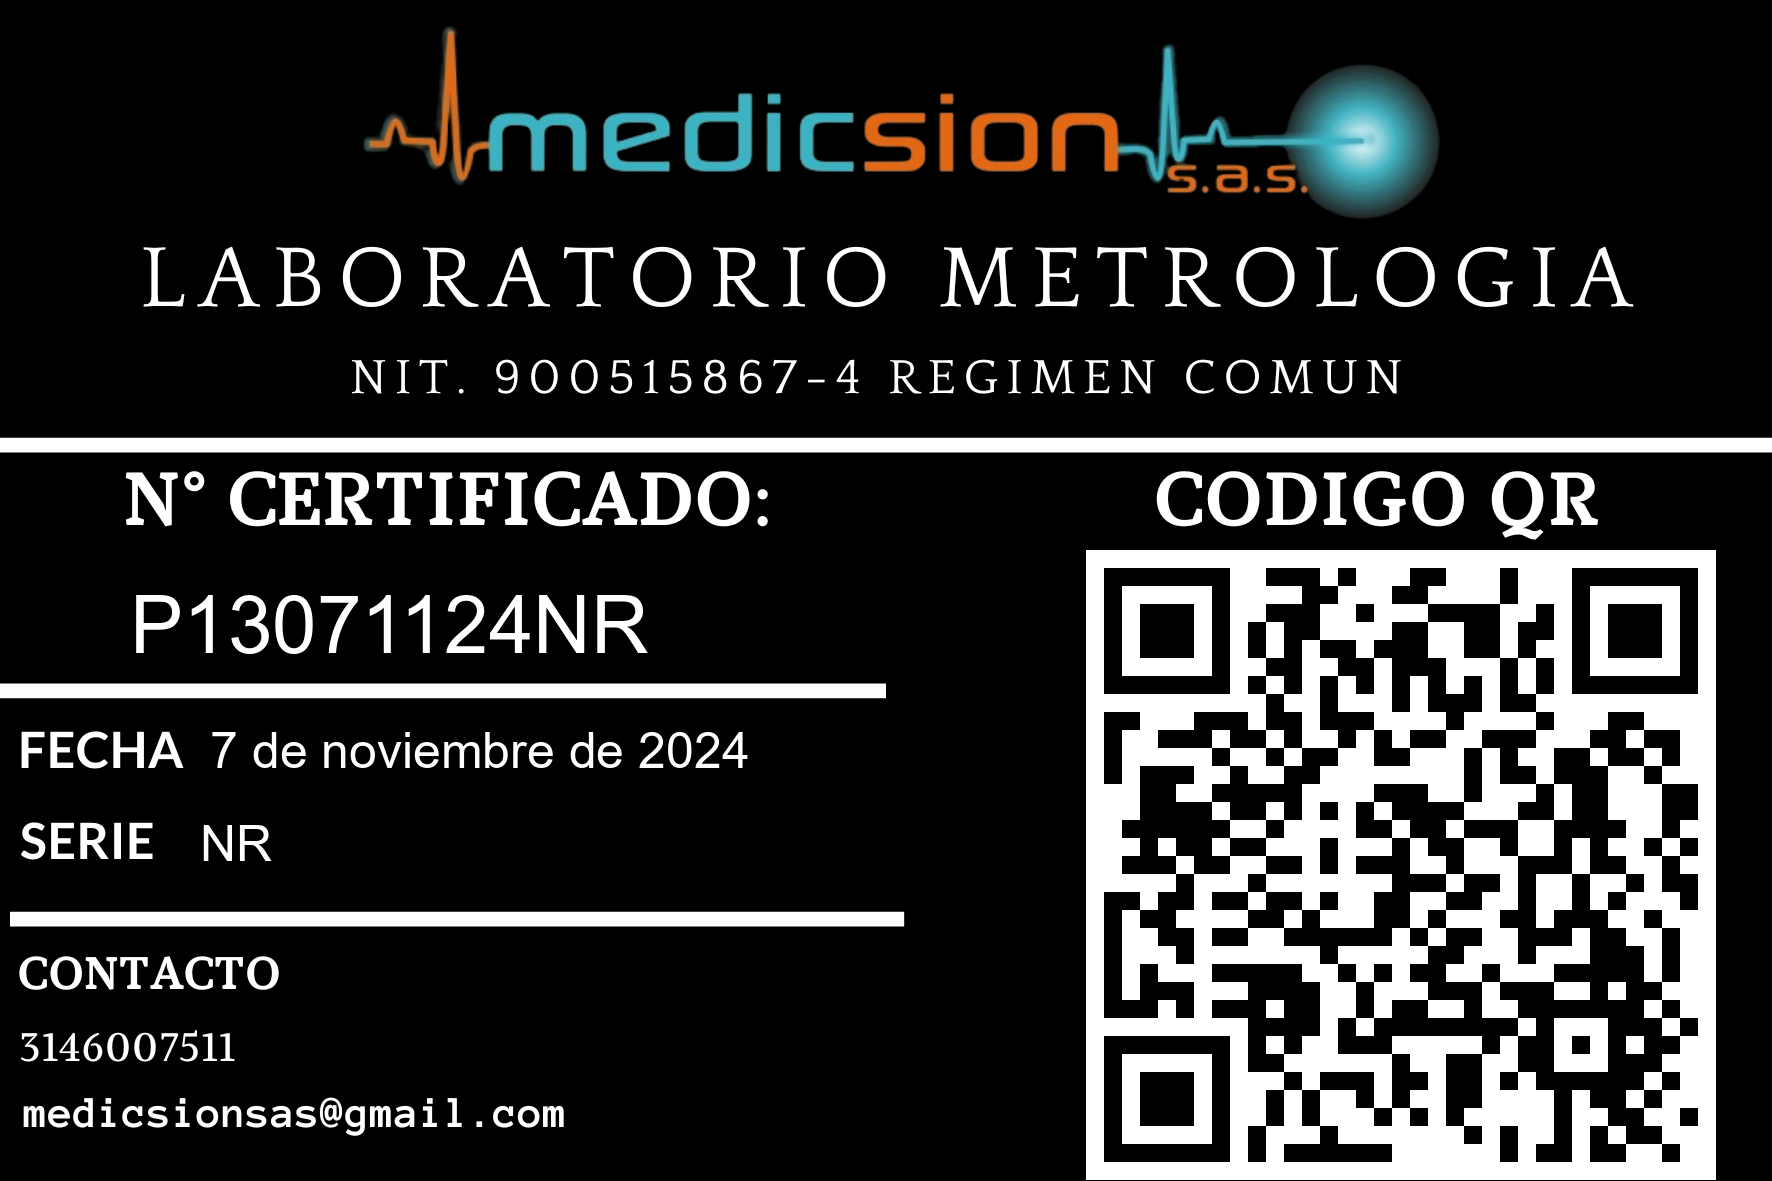 medicsion
s.a.s.
LABORATORIO METROLOGIA
NIT. 900515867-4 REGIMEN COMUN
N° CERTIFICADO:
P13071124NR
FECHA 7 de noviembre de 2024
SERIE NR
CONTACTO
3146007511
medicsionsas@gmail.com
CODIGO QR